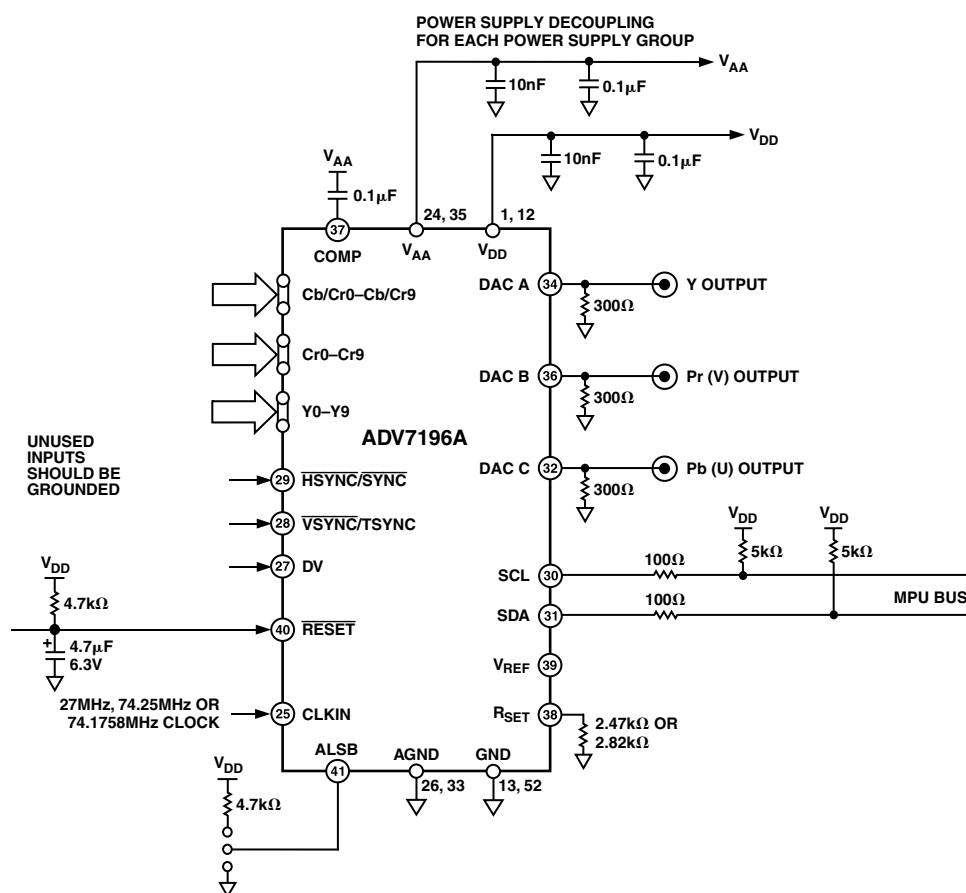 POWER SUPPLY DECOUPLING
FOR EACH POWER SUPPLY GROUP
VAA
10nF
0.1μF
VDD
10nF
0.1μF
VAA
0.1μF
24, 35
1, 12
37
COMP
VAA
VDD
Cb/Cr0–Cb/Cr9
DAC A
34
Y OUTPUT
300Ω
Cr0–Cr9
DAC B
36
Pr (V) OUTPUT
300Ω
Y0–Y9
ADV7196A
UNUSED
INPUTS
SHOULD BE
GROUNDED
DAC C
32
Pb (U) OUTPUT
300Ω
29
HSYNC/SYNC
28
VSYNC/TSYNC
VDD
VDD
5kΩ
5kΩ
27
DV
100Ω
SCL
30
MPU BUS
VDD
4.7kΩ
100Ω
SDA
31
40
RESET
+
4.7μF
6.3V
VREF
39
27MHz, 74.25MHz OR
74.1758MHz CLOCK
25
CLKIN
RSET
38
2.47kΩ OR
2.82kΩ
ALSB
AGND
GND
41
26, 33
13, 52
VDD
4.7kΩ